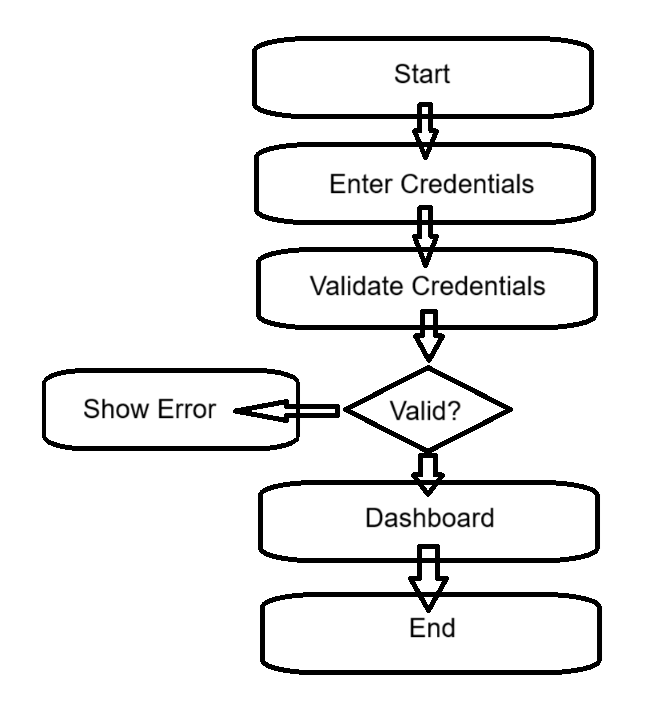 Start
Enter Credentials
Validate Credentials
Show Error
Valid?
Dashboard
End